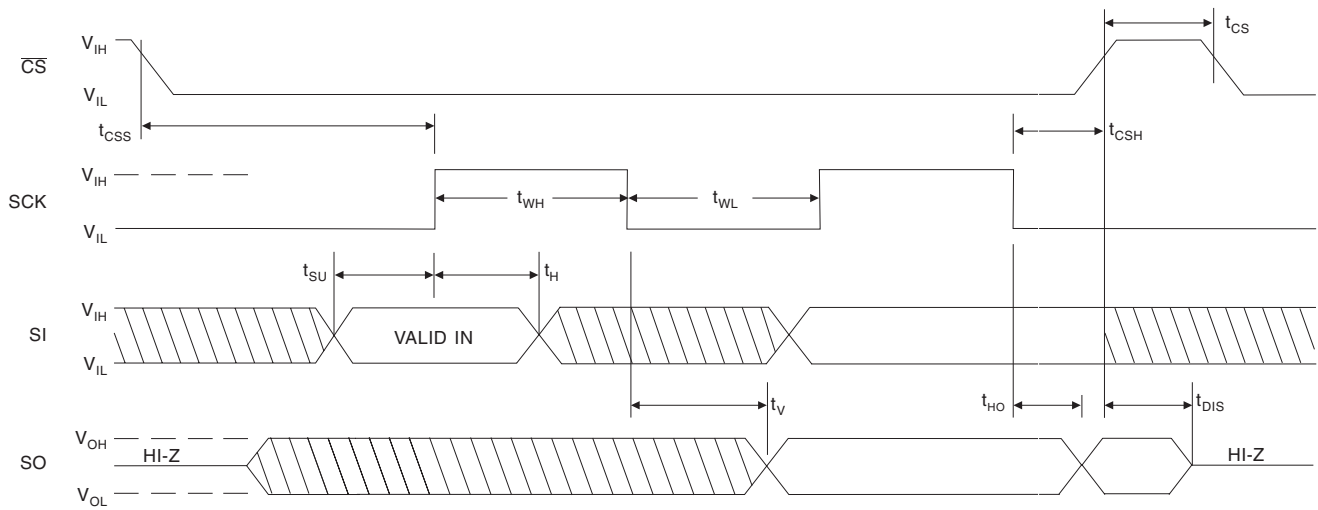 V_IH
t_CS
C̅S̅
V_IL
t_CSS
t_CSH
V_IH
SCK
t_WH
t_WL
V_IL
t_SU
t_H
V_IH
SI
VALID IN
V_IL
t_V
t_HO
t_DIS
V_OH
SO
HI-Z
HI-Z
V_OL